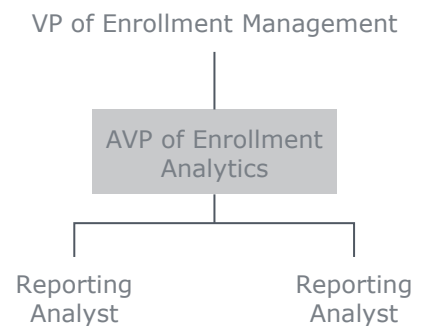 VP of Enrollment Management
AVP of Enrollment
Analytics
Reporting
Analyst
Reporting
Analyst